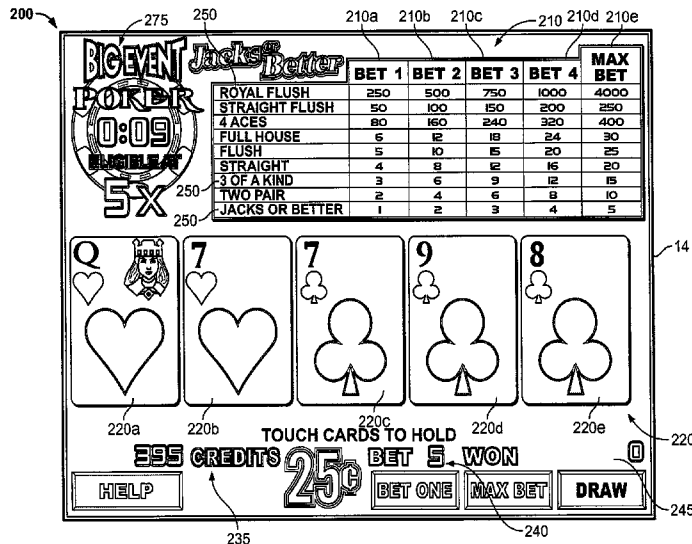 200
275
250
210a
210b
210c
210
210d
210e
BIG EVENT
POKER
0:09
ELIGIBLE AT
5X
Jacks or Better
BET 1 BET 2 BET 3 BET 4 MAX BET
ROYAL FLUSH 250 500 750 1000 4000
STRAIGHT FLUSH 50 100 150 200 250
4 ACES 80 160 240 320 400
FULL HOUSE 6 12 18 24 30
FLUSH 5 10 15 20 25
STRAIGHT 4 8 12 16 20
250 3 OF A KIND 3 6 9 12 15
TWO PAIR 2 4 6 8 10
250 JACKS OR BETTER 1 2 3 4 5
Q 7 7 9 8
14
220a 220b 220c 220d 220e
220
TOUCH CARDS TO HOLD
395 CREDITS 25¢ BET 5 WON 0
HELP BET ONE MAX BET DRAW
245
235
240